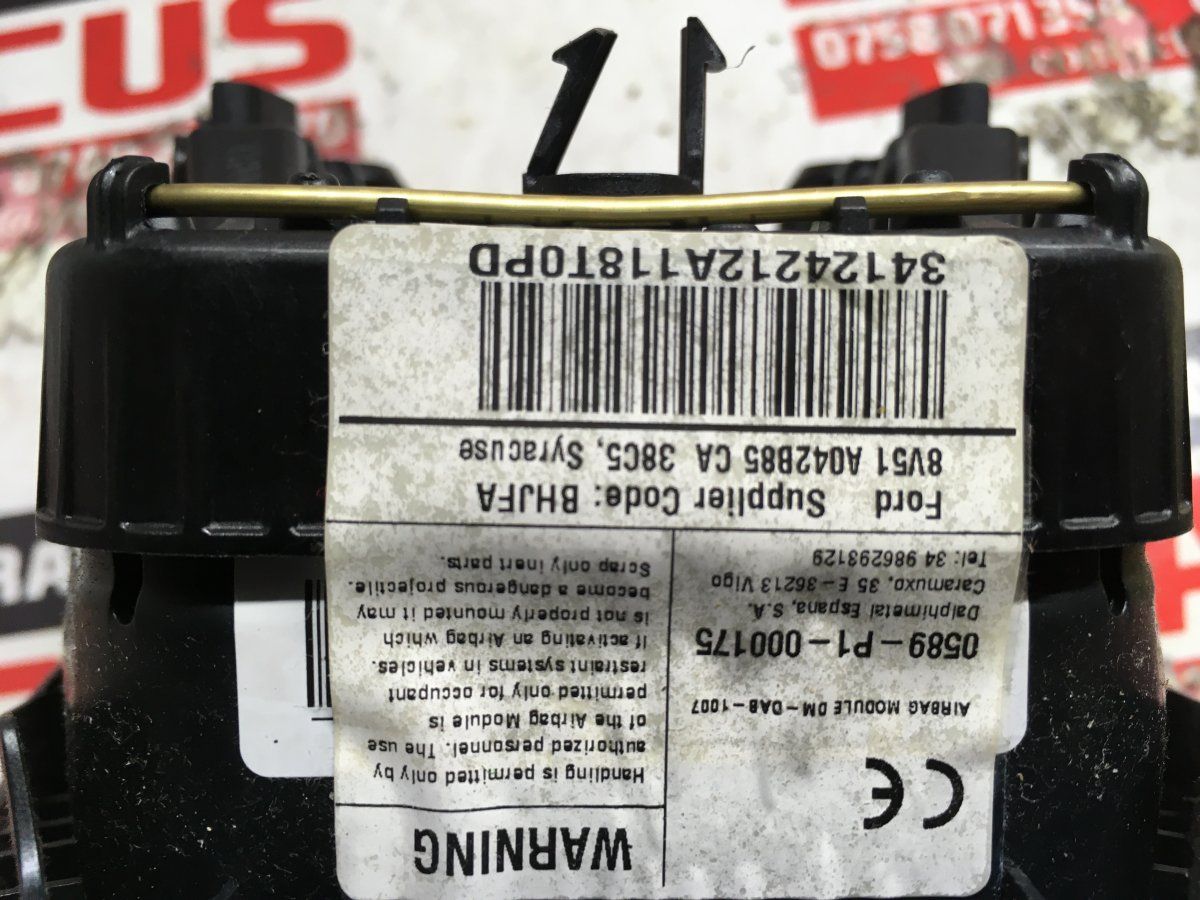 CUS
0758 071 394
RA
WARNING
Handling is permitted only by
authorized personnel. The use
of the Airbag Module is
permitted only for occupant
restraint systems in vehicles.
If activating an Airbag which
is not properly mounted it may
become a dangerous projectile.
Scrap only inert parts.
CE
AIRBAG MODULE DM-DAB-1007
0589-P1-000175
Dalphimetal Espana, S.A.
Caramuxo, 35 E-36213 Vigo
Tel: 34 986293129
Ford Supplier Code: BHJFA
8V51 A042B85 CA 38C5, Syracuse
34124212A118T0PD